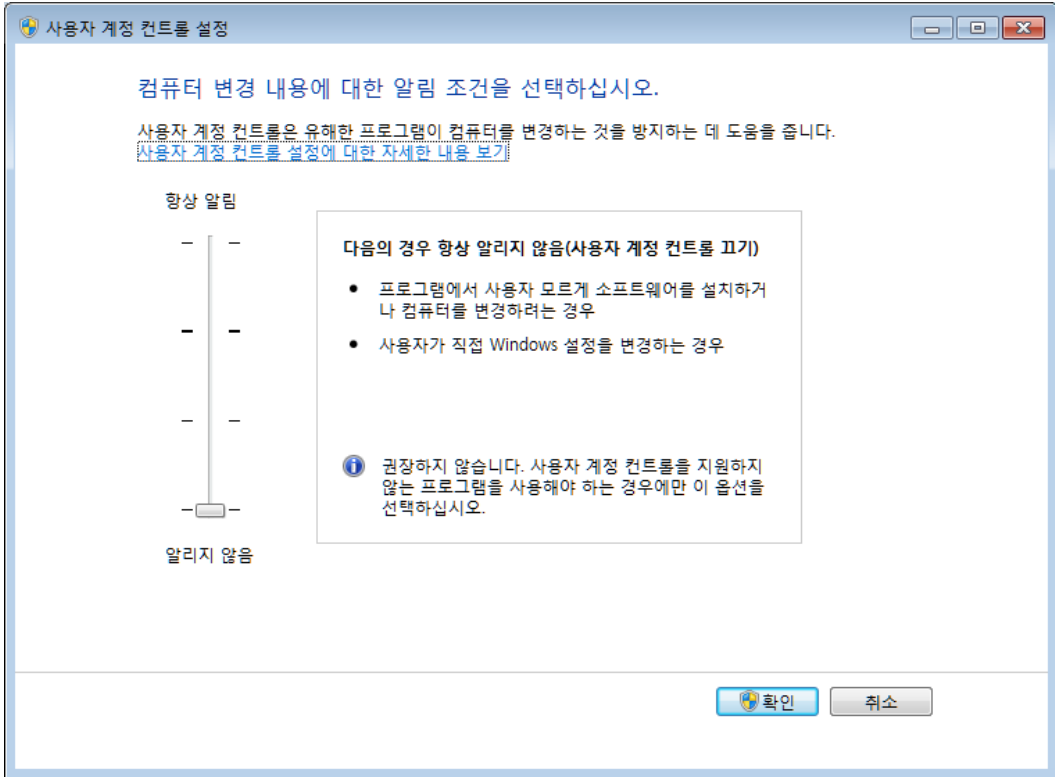 사용자 계정 컨트롤 설정
컴퓨터 변경 내용에 대한 알림 조건을 선택하십시오.
사용자 계정 컨트롤은 유해한 프로그램이 컴퓨터를 변경하는 것을 방지하는 데 도움을 줍니다.
사용자 계정 컨트롤 설정에 대한 자세한 내용 보기
항상 알림
다음의 경우 항상 알리지 않음(사용자 계정 컨트롤 끄기)
• 프로그램에서 사용자 모르게 소프트웨어를 설치하거
나 컴퓨터를 변경하려는 경우
• 사용자가 직접 Windows 설정을 변경하는 경우
권장하지 않습니다. 사용자 계정 컨트롤을 지원하지
않는 프로그램을 사용해야 하는 경우에만 이 옵션을
선택하십시오.
알리지 않음
확인
취소